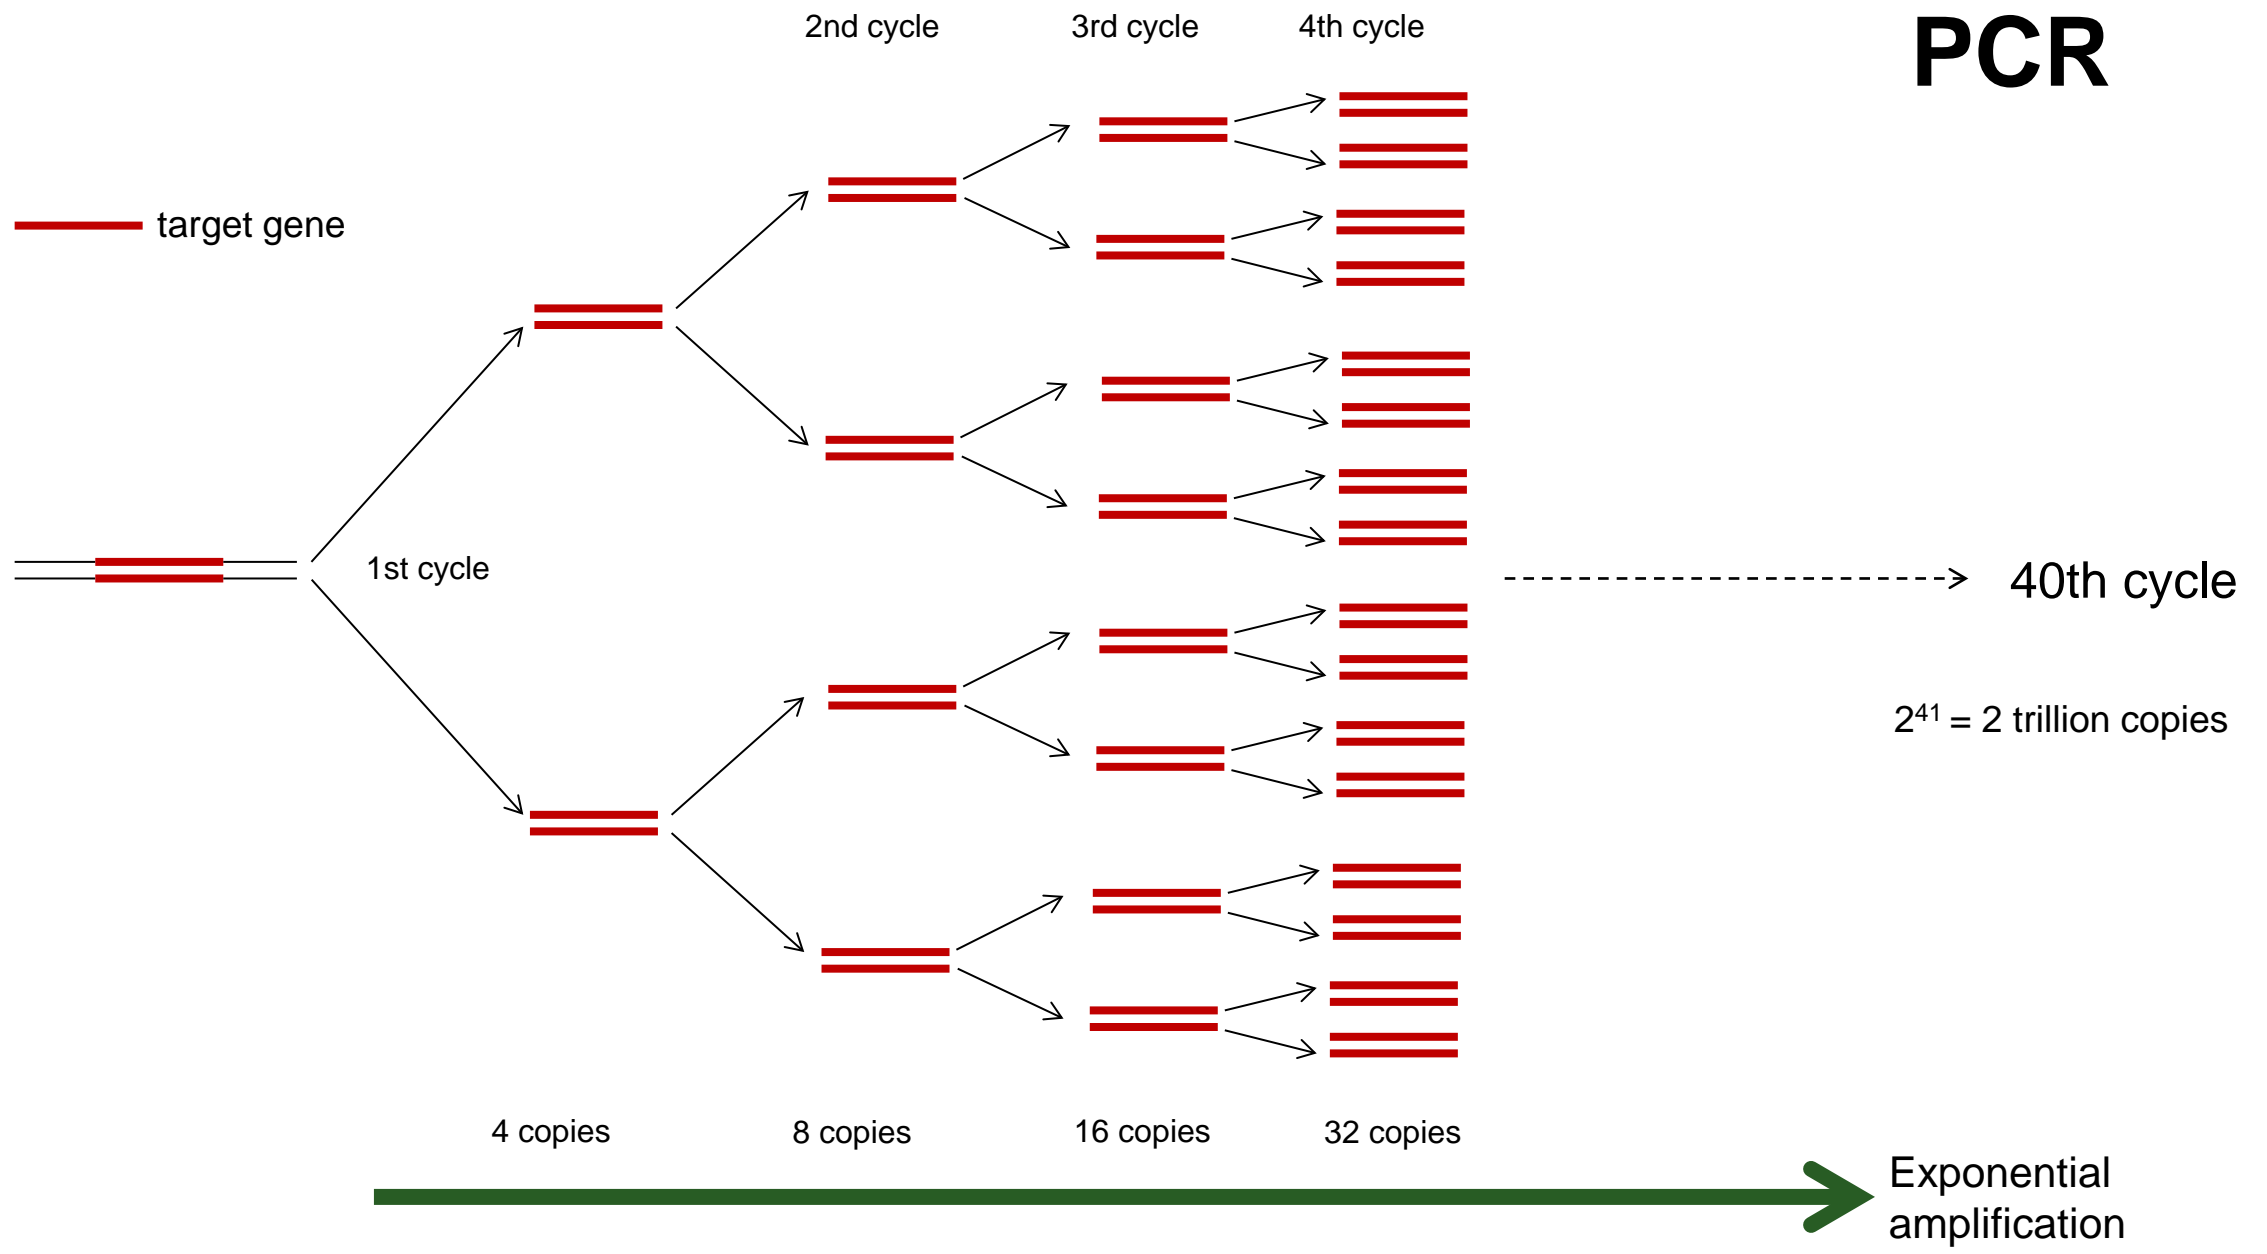 2nd cycle
3rd cycle
4th cycle
PCR
target gene
1st cycle
40th cycle
2⁴¹ = 2 trillion copies
4 copies
8 copies
16 copies
32 copies
Exponential
amplification